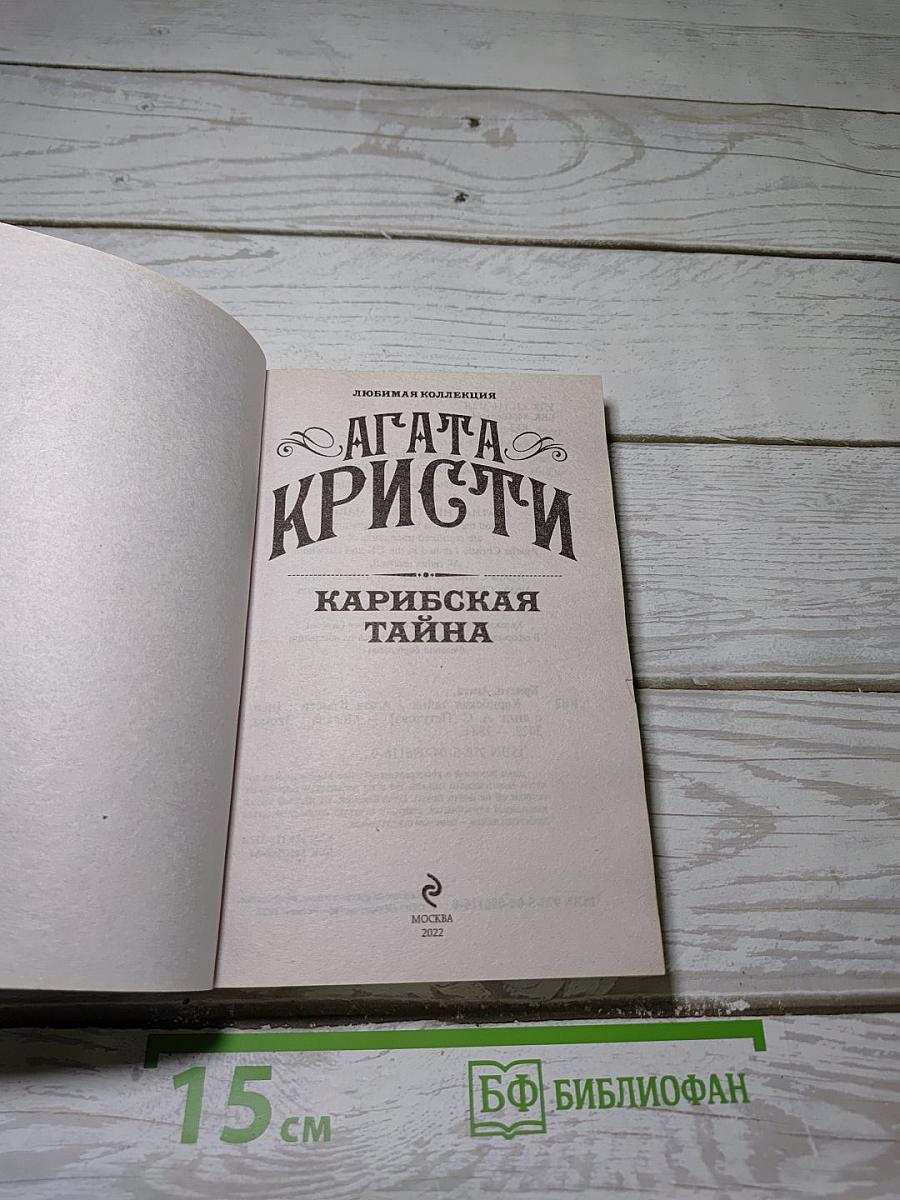 ЛЮБИМАЯ КОЛЛЕКЦИЯ
АГАТА
КРИСТИ
КАРИБСКАЯ
ТАЙНА
МОСКВА
2022
15 см
БФ БИБЛИОФАН